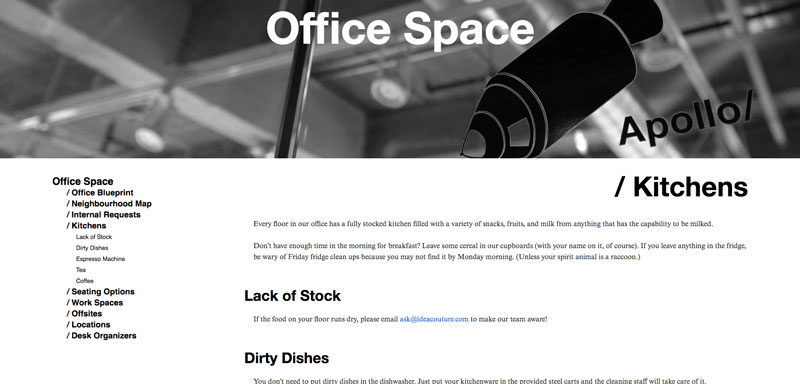 Office Space
Apollo/
Office Space
/ Office Blueprint
/ Neighbourhood Map
/ Internal Requests
/ Kitchens
Lack of Stock
Dirty Dishes
Espresso Machine
Tea
Coffee
/ Seating Options
/ Work Spaces
/ Offsites
/ Locations
/ Desk Organizers
/ Kitchens
Every floor in our office has a fully stocked kitchen filled with a variety of snacks, fruits, and milk from anything that has the capability to be milked.
Don't have enough time in the morning for breakfast? Leave some cereal in our cupboards (with your name on it, of course). If you leave anything in the fridge,
be wary of Friday fridge clean ups because you may not find it by Monday morning. (Unless your spirit animal is a raccoon.)
Lack of Stock
If the food on your floor runs dry, please email ask@ideacouture.com to make our team aware!
Dirty Dishes
You don't need to put dirty dishes in the dishwasher. Just put your kitchenware in the provided steel carts and the cleaning staff will take care of it.